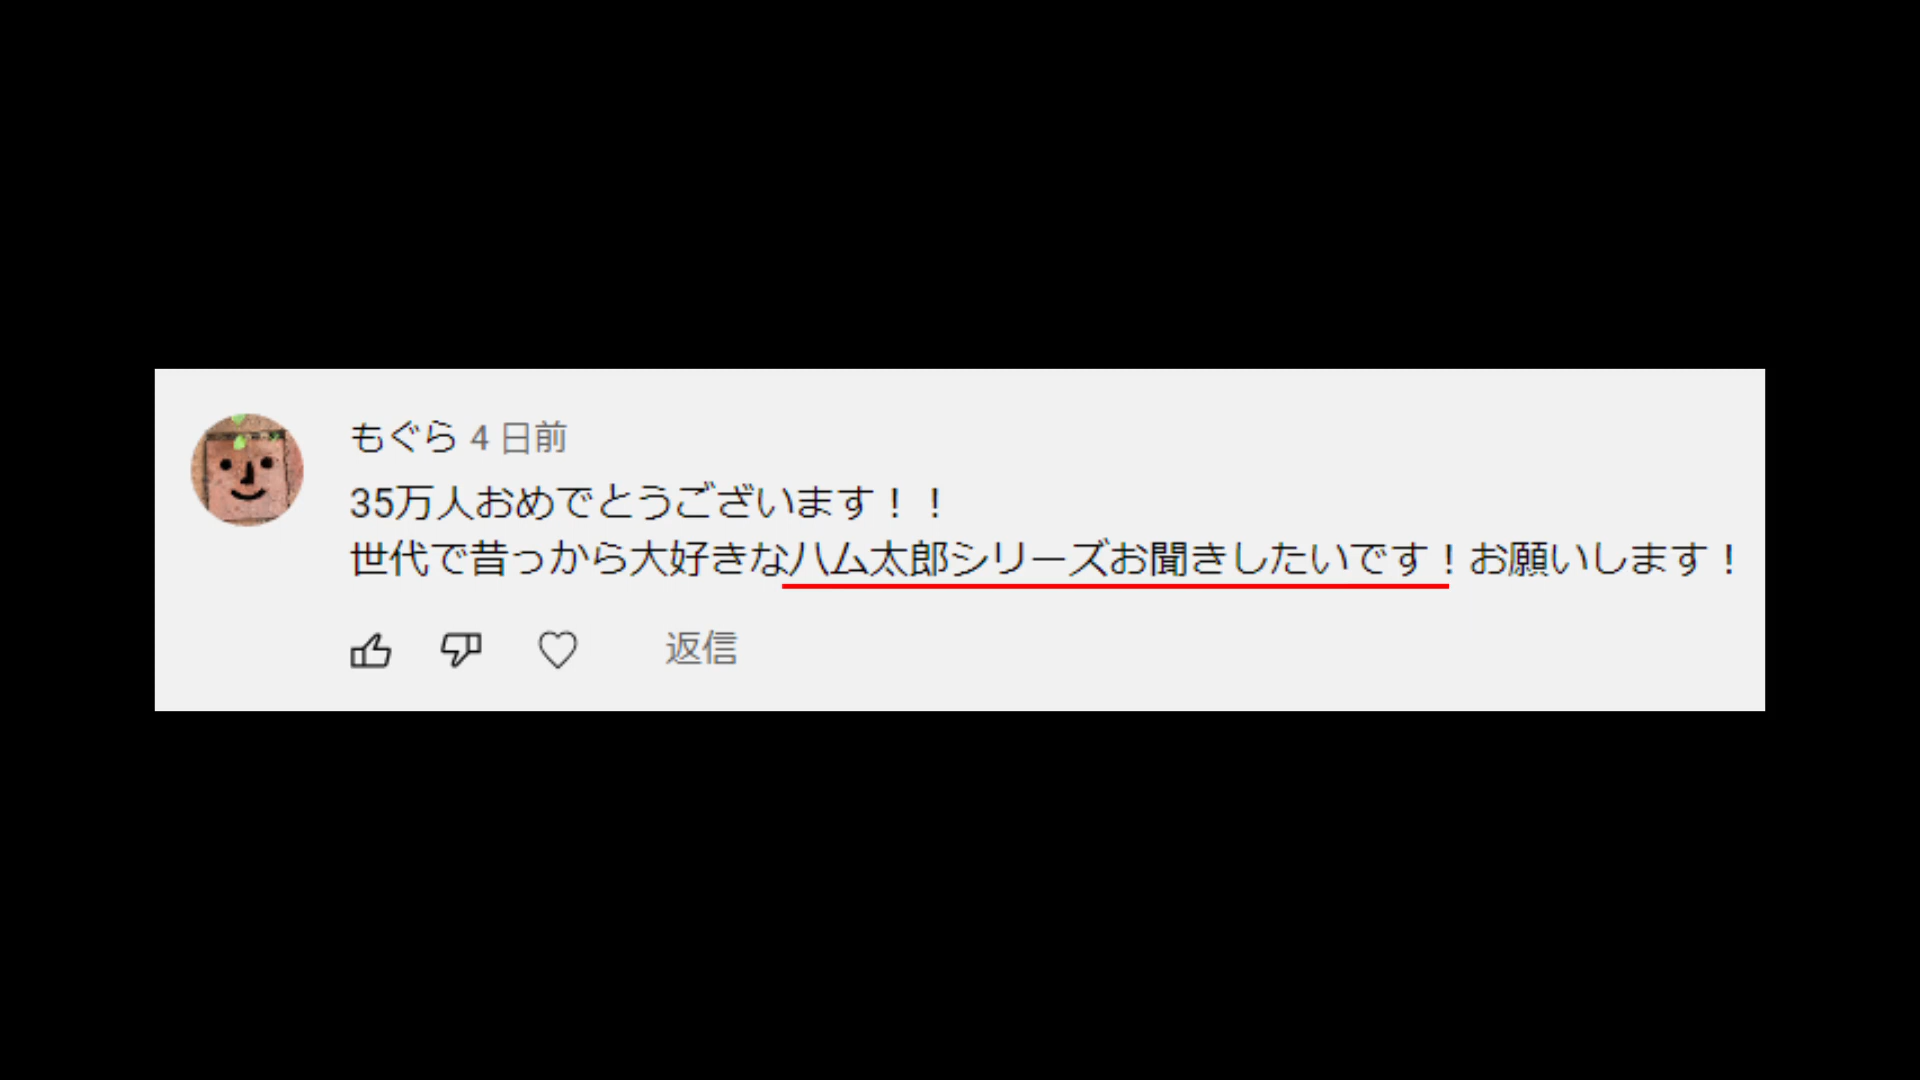 もぐら 4 日前
35万人おめでとうございます！！
世代で昔っから大好きなハム太郎シリーズお聞きしたいです！お願いします！
返信